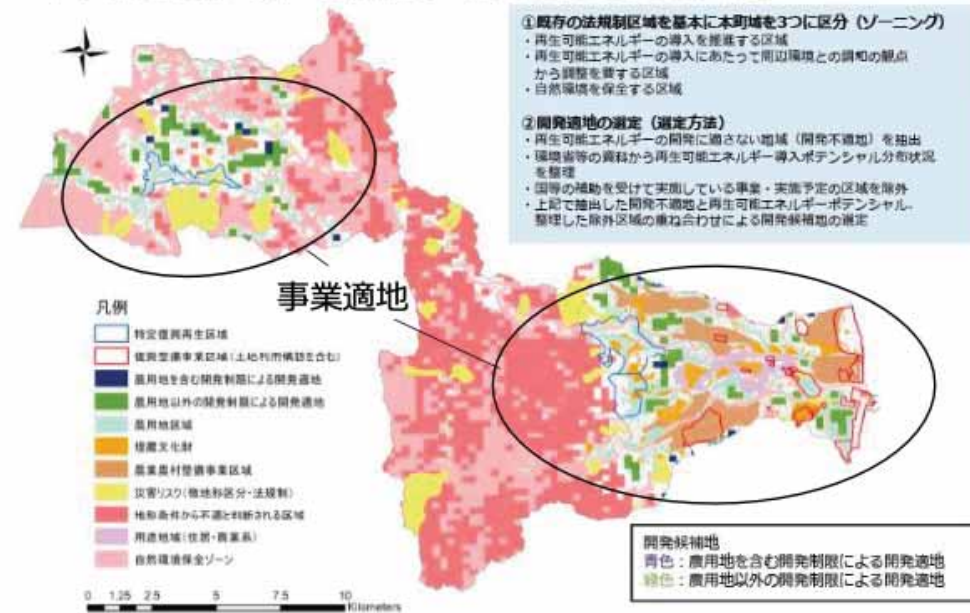 ①既存の法規制区域を基本に本町域を3つに区分（ゾーニング）
・再生可能エネルギーの導入を推進する区域
・再生可能エネルギーの導入にあたって周辺環境との調和の観点
から調整を要する区域
・自然環境を保全する区域
②開発適地の選定（選定方法）
・再生可能エネルギーの開発に適さない地域（開発不適地）を抽出
・環境省等の資料から再生可能エネルギー導入ポテンシャル分布状況
を整理
・国等の補助を受けて実施している事業・実施予定の区域を除外
・上記で抽出した開発不適地と再生可能エネルギーポテンシャル、
整理した除外区域の重ね合わせによる開発候補地の選定
事業適地
凡例
特定復興再生区域
復興整備事業区域(土地利用構想を含む)
農用地を含む開発制限による開発適地
農用地以外の開発制限による開発適地
農用地区域
埋蔵文化財
農業農村整備事業区域
災害リスク(微地形区分・法規制)
地形条件から不適と判断される区域
用途地域(住居・商業系)
自然環境保全ゾーン
0 1.25 2.5 5 7.5 10
Kilometers
開発候補地
青色：農用地を含む開発制限による開発適地
緑色：農用地以外の開発制限による開発適地